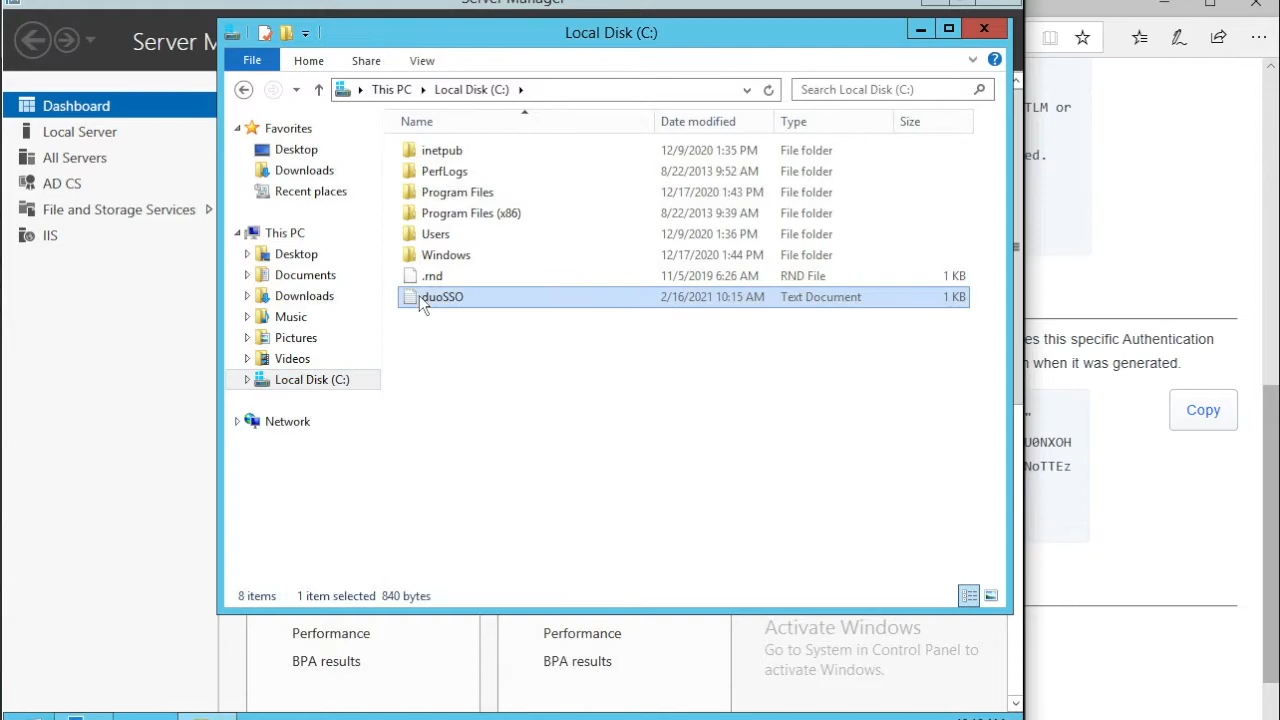 Server Manager
Local Disk (C:)
Server M
File
Home
Share
View
This PC
Local Disk (C:)
Search Local Disk (C:)
Dashboard
Local Server
All Servers
AD CS
File and Storage Services
IIS
Favorites
Desktop
Downloads
Recent places
This PC
Desktop
Documents
Downloads
Music
Pictures
Videos
Local Disk (C:)
Network
Name Date modified Type Size
inetpub 12/9/2020 1:35 PM File folder
PerfLogs 8/22/2013 9:52 AM File folder
Program Files 12/17/2020 1:43 PM File folder
Program Files (x86) 8/22/2013 9:39 AM File folder
Users 12/9/2020 1:36 PM File folder
Windows 12/17/2020 1:44 PM File folder
.rnd 11/5/2019 6:26 AM RND File 1 KB
duoSSO 2/16/2021 10:15 AM Text Document 1 KB
8 items 1 item selected 840 bytes
Performance
BPA results
Performance
BPA results
Activate Windows
Go to System in Control Panel to
activate Windows.
TLM or
ed.
es this specific Authentication
n when it was generated.
"
U0NXOH
NoTTEz
Copy